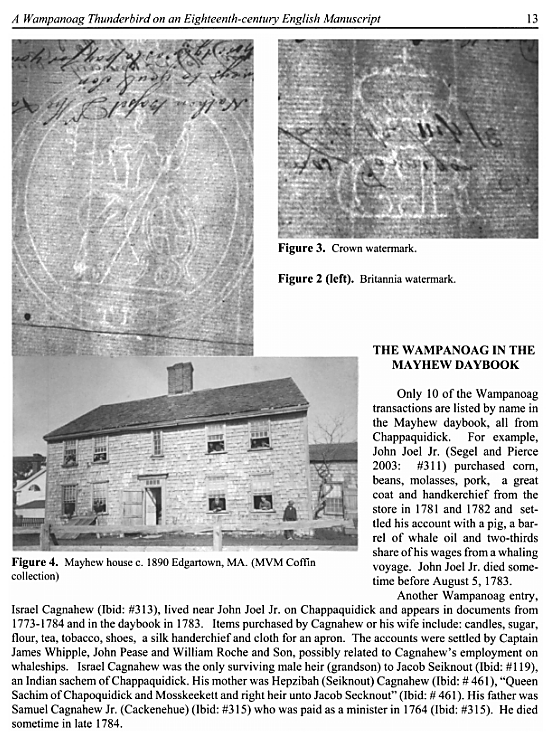 A Wampanoag Thunderbird on an Eighteenth-century English Manuscript 13
Figure 3. Crown watermark.
Figure 2 (left). Britannia watermark.
THE WAMPANOAG IN THE
MAYHEW DAYBOOK
Only 10 of the Wampanoag
transactions are listed by name in
the Mayhew daybook, all from
Chappaquidick. For example,
John Joel Jr. (Segel and Pierce
2003: #311) purchased corn,
beans, molasses, pork, a great
coat and handkerchief from the
store in 1781 and 1782 and set-
tled his account with a pig, a bar-
rel of whale oil and two-thirds
share of his wages from a whaling
voyage. John Joel Jr. died some-
time before August 5, 1783.
Another Wampanoag entry,
Figure 4. Mayhew house c. 1890 Edgartown, MA. (MVM Coffin
collection)
Israel Cagnahew (Ibid: #313), lived near John Joel Jr. on Chappaquidick and appears in documents from
1773-1784 and in the daybook in 1783. Items purchased by Cagnahew or his wife include: candles, sugar,
flour, tea, tobacco, shoes, a silk handerchief and cloth for an apron. The accounts were settled by Captain
James Whipple, John Pease and William Roche and Son, possibly related to Cagnahew's employment on
whaleships. Israel Cagnahew was the only surviving male heir (grandson) to Jacob Seiknout (Ibid: #119),
an Indian sachem of Chappaquidick. His mother was Hepzibah (Seiknout) Cagnahew (Ibid: # 461), "Queen
Sachim of Chapoquidick and Mosskeekett and right heir unto Jacob Secknout" (Ibid: # 461). His father was
Samuel Cagnahew Jr. (Cackenehue) (Ibid: #315) who was paid as a minister in 1764 (Ibid: #315). He died
sometime in late 1784.